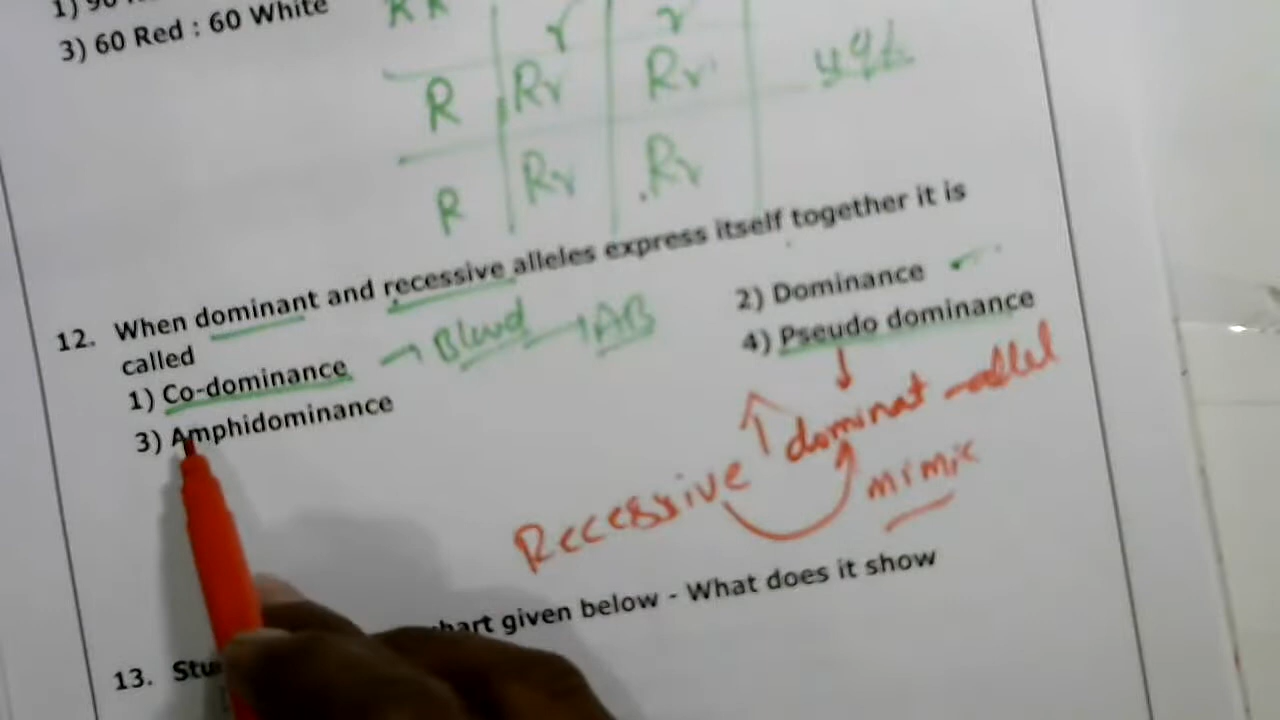 3) 60 Red : 60 White
r r
R Rr Rr
R Rr Rr
12. When dominant and recessive alleles express itself together it is
called
1) Co-dominance → Blood → AB
2) Dominance
3) Amphidominance
4) Pseudo dominance
dominat allel
Recessive mimic
13.
hart given below - What does it show